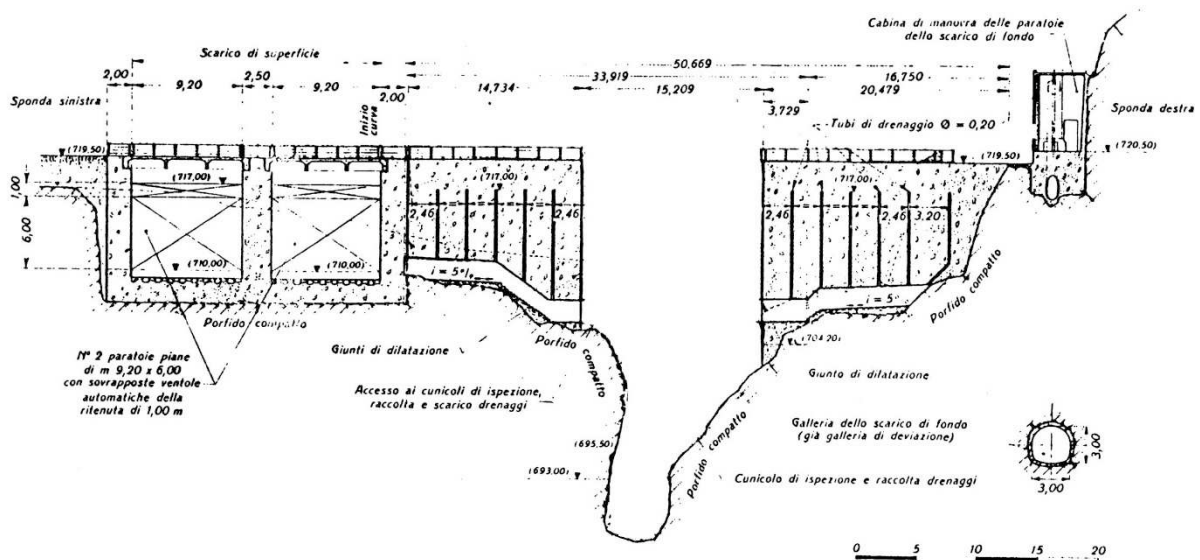 Cabina di manovra delle paratoie
dello scarico di fondo
Scarico di superficie
50,669
33,919
16,750
2,00
9,20
2,50
9,20
2,00
14,734
15,209
20,479
3,729
Sponda sinistra
Inizio
curva
Tubi di drenaggio Ø = 0,20
Sponda destra
(719,50)
(719,50)
(720,50)
1,00
(717,00)
(717,00)
(717,00)
2,46
2,46
2,46
2,46
3,20
6,00
(710,00)
(710,00)
i = 5°/
i = 5
Porfido compatto
Porfido compatto
Porfido compatto
(704,20)
N° 2 paratoie piane
di m 9,20 x 6,00
con sovrapposte ventole
automatiche della
ritenuta di 1,00 m
Giunti di dilatazione
Giunto di dilatazione
Accesso ai cunicoli di ispezione,
raccolta e scarico drenaggi
Galleria dello scarico di fondo
(già galleria di deviazione)
3,00
3,00
(695,50)
(693,00)
Porfido compatto
Cunicolo di ispezione e raccolta drenaggi
0 5 10 15 20